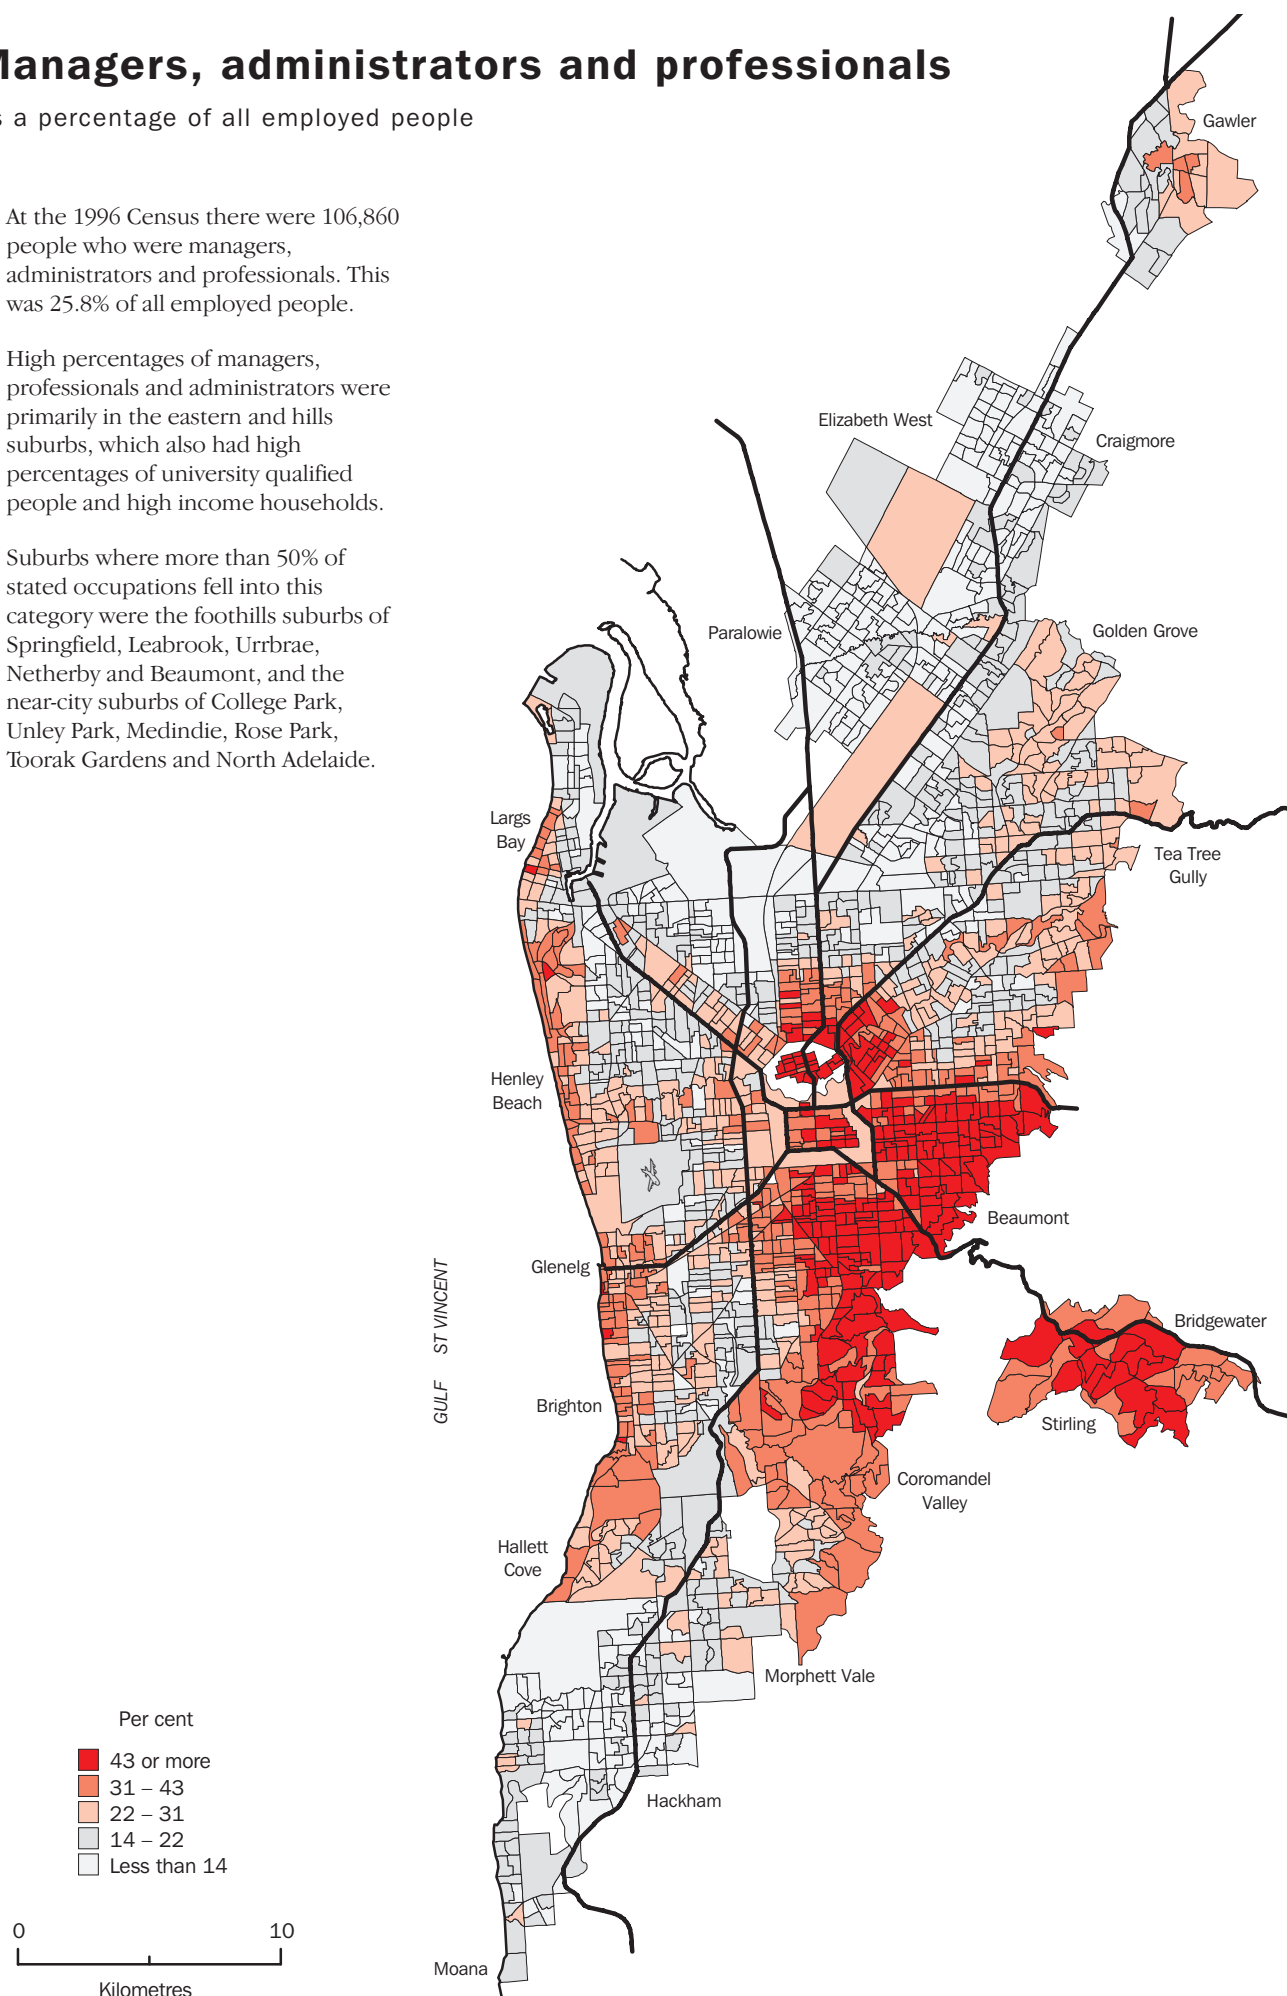 Managers, administrators and professionals
s a percentage of all employed people
At the 1996 Census there were 106,860
people who were managers,
administrators and professionals. This
was 25.8% of all employed people.
High percentages of managers,
professionals and administrators were
primarily in the eastern and hills
suburbs, which also had high
percentages of university qualified
people and high income households.
Suburbs where more than 50% of
stated occupations fell into this
category were the foothills suburbs of
Springfield, Leabrook, Urrbrae,
Netherby and Beaumont, and the
near-city suburbs of College Park,
Unley Park, Medindie, Rose Park,
Toorak Gardens and North Adelaide.
Gawler
Elizabeth West
Craigmore
Paralowie
Golden Grove
Largs
Bay
Tea Tree
Gully
Henley
Beach
Beaumont
Glenelg
GULF ST VINCENT
Bridgewater
Brighton
Stirling
Coromandel
Valley
Hallett
Cove
Morphett Vale
Hackham
Moana
Per cent
43 or more
31 – 43
22 – 31
14 – 22
Less than 14
0 10
Kilometres